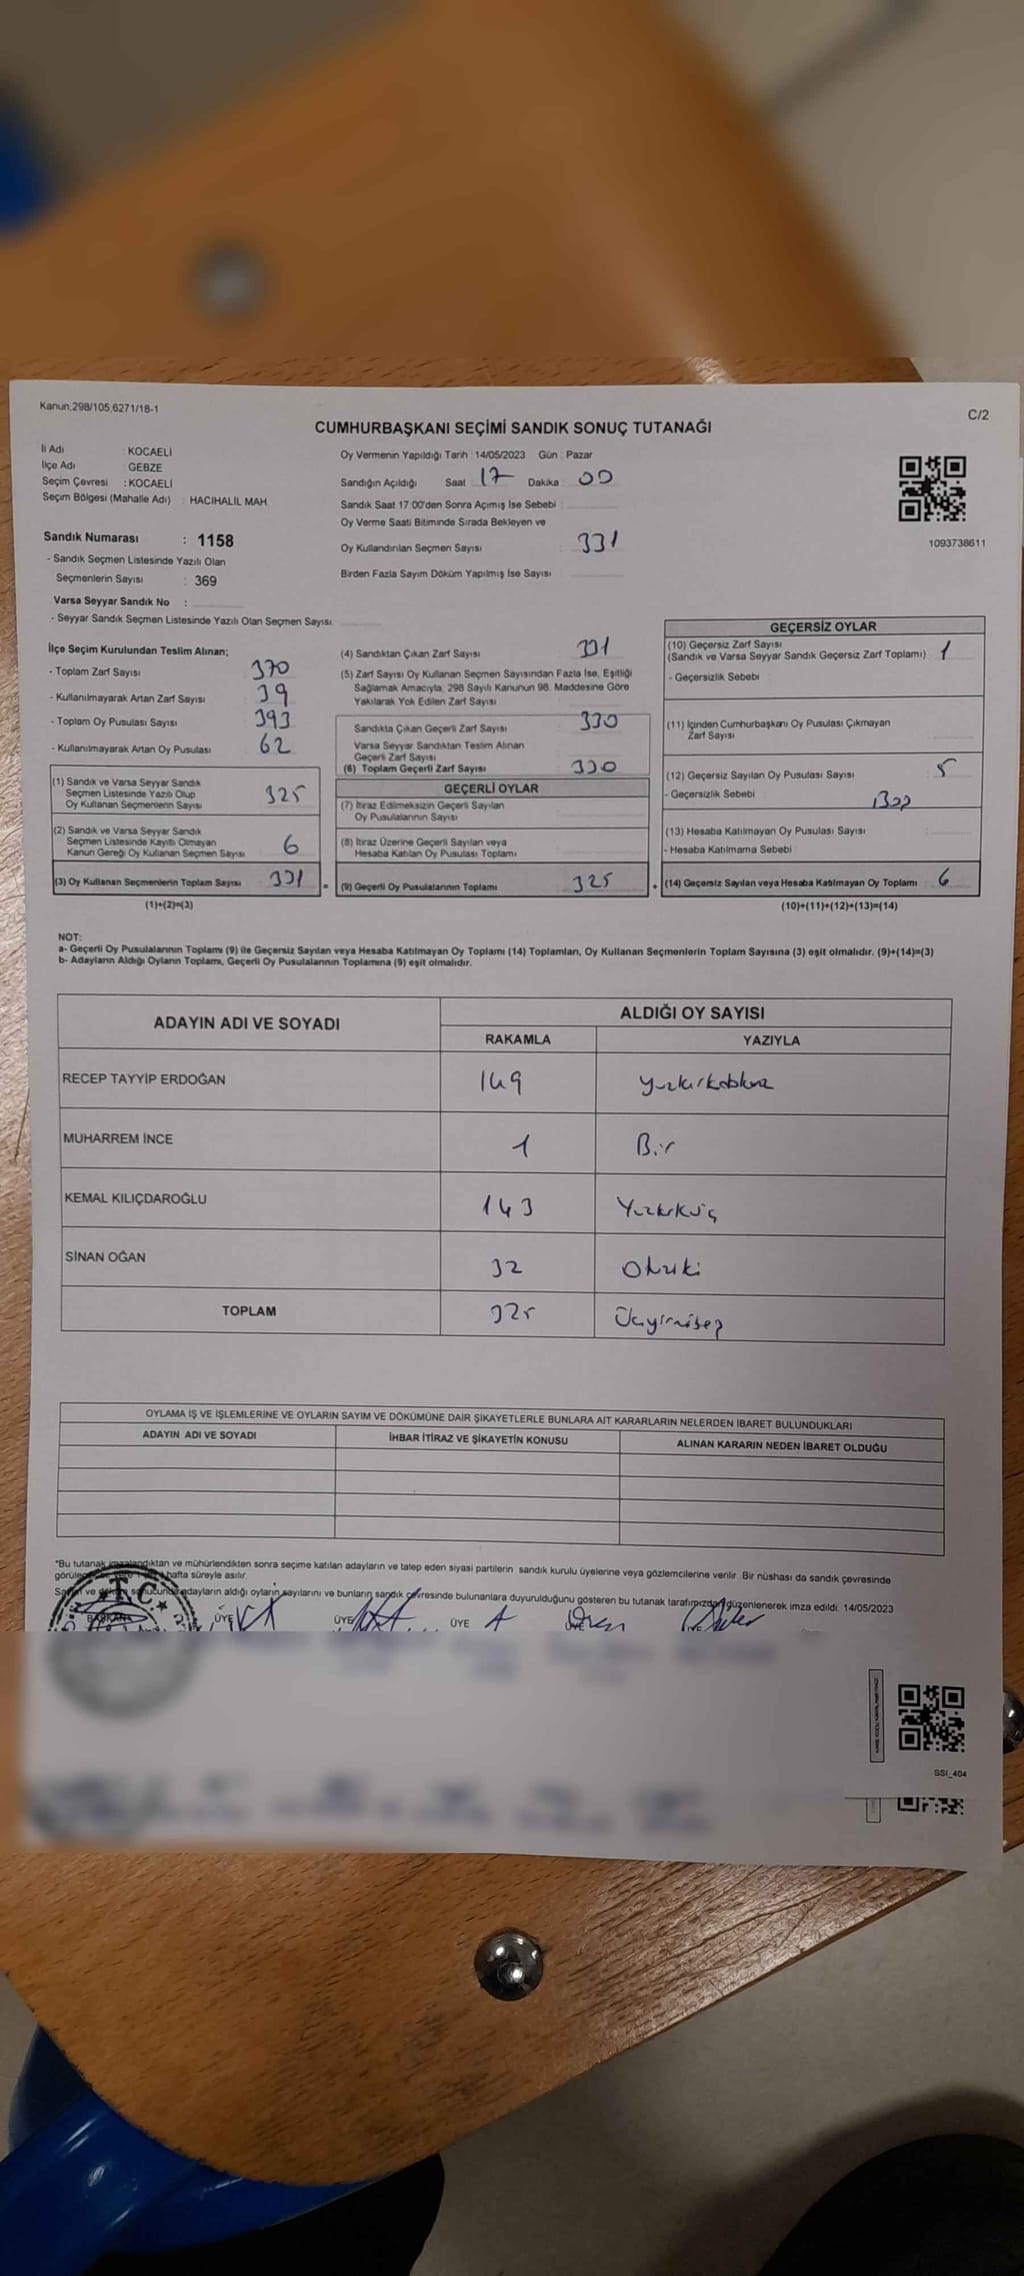 Kanun;298/105,6271/18-1
C/2
CUMHURBAŞKANI SEÇİMİ SANDIK SONUÇ TUTANAĞI
İl Adı : KOCAELİ
İlçe Adı : GEBZE
Seçim Çevresi : KOCAELİ
Seçim Bölgesi (Mahalle Adı) : HACIHALİL MAH
Sandık Numarası : 1158
- Sandık Seçmen Listesinde Yazılı Olan
Seçmenlerin Sayısı : 369
Varsa Seyyar Sandık No :
- Seyyar Sandık Seçmen Listesinde Yazılı Olan Seçmen Sayısı:
Oy Vermenin Yapıldığı Tarih : 14/05/2023 Gün : Pazar
Sandığın Açıldığı Saat 17 Dakika : 00
Sandık Saat 17:00'den Sonra Açımış İse Sebebi :
Oy Verme Saati Bitiminde Sırada Bekleyen ve
Oy Kullandırılan Seçmen Sayısı : 331
Birden Fazla Sayım Döküm Yapılmış İse Sayısı
1093738611
İlçe Seçim Kurulundan Teslim Alınan;
- Toplam Zarf Sayısı : 370
- Kullanılmayarak Artan Zarf Sayısı : 39
- Toplam Oy Pusulası Sayısı : 393
- Kullanılmayarak Artan Oy Pusulası : 62
(1) Sandık ve Varsa Seyyar Sandık
Seçmen Listesinde Yazılı Olup
Oy Kullanan Seçmenlerin Sayısı : 325
(2) Sandık ve Varsa Seyyar Sandık
Seçmen Listesinde Kayıtlı Olmayan
Kanun Gereği Oy Kullanan Seçmen Sayısı : 6
(3) Oy Kullanan Seçmenlerin Toplam Sayısı : 331
(1)+(2)=(3)
(4) Sandıktan Çıkan Zarf Sayısı : 331
(5) Zarf Sayısı Oy Kullanan Seçmen Sayısından Fazla İse, Eşitliği
Sağlamak Amacıyla, 298 Sayılı Kanunun 98. Maddesine Göre
Yakılarak Yok Edilen Zarf Sayısı
Sandıkta Çıkan Geçerli Zarf Sayısı : 330
Varsa Seyyar Sandıktan Teslim Alınan
Geçerli Zarf Sayısı
(6) Toplam Geçerli Zarf Sayısı : 330
GEÇERLİ OYLAR
(7) İtiraz Edilmeksizin Geçerli Sayılan
Oy Pusulalarının Sayısı
(8) İtiraz Üzerine Geçerli Sayılan veya
Hesaba Katılan Oy Pusulası Toplamı
(9) Geçerli Oy Pusulalarının Toplamı : 325
GEÇERSİZ OYLAR
(10) Geçersiz Zarf Sayısı
(Sandık ve Varsa Seyyar Sandık Geçersiz Zarf Toplamı) : 1
- Geçersizlik Sebebi :
(11) İçinden Cumhurbaşkanı Oy Pusulası Çıkmayan
Zarf Sayısı
(12) Geçersiz Sayılan Oy Pusulası Sayısı : 5
- Geçersizlik Sebebi :
(13) Hesaba Katılmayan Oy Pusulası Sayısı
- Hesaba Katılmama Sebebi :
(14) Geçersiz Sayılan veya Hesaba Katılmayan Oy Toplamı : 6
(10)+(11)+(12)+(13)=(14)
NOT:
a- Geçerli Oy Pusulalarının Toplamı (9) ile Geçersiz Sayılan veya Hesaba Katılmayan Oy Toplamı (14) Toplamları, Oy Kullanan Seçmenlerin Toplam Sayısına (3) eşit olmalıdır. (9)+(14)=(3)
b- Adayların Aldığı Oyların Toplamı, Geçerli Oy Pusulalarının Toplamına (9) eşit olmalıdır.
ADAYIN ADI VE SOYADI ALDIĞI OY SAYISI
RAKAMLA YAZIYLA
RECEP TAYYİP ERDOĞAN 149 yüzkırkdokuz
MUHARREM İNCE 1 Bir
KEMAL KILIÇDAROĞLU 143 Yüzkırküç
SİNAN OĞAN 32 Otuziki
TOPLAM 325 Üçyirmibeş
OYLAMA İŞ VE İŞLEMLERİNE VE OYLARIN SAYIM VE DÖKÜMÜNE DAİR ŞİKAYETLERLE BUNLARA AİT KARARLARIN NELERDEN İBARET BULUNDUKLARI
ADAYIN ADI VE SOYADI İHBAR İTİRAZ VE ŞİKAYETİN KONUSU ALINAN KARARIN NEDEN İBARET OLDUĞU
*Bu tutanak imzalandıktan ve mühürlendikten sonra seçime katılan adayların ve talep eden siyasi partilerin sandık kurulu üyelerine veya gözlemcilerine verilir. Bir nüshası da sandık çevresinde
hafta süreyle asılır.
adayların aldığı oyların sayılarını ve bunların sandık çevresinde bulunanlara duyurulduğunu gösteren bu tutanak tarafımızdan düzenlenerek imza edildi. 14/05/2023
T.C.
BAŞKAN ÜYE ÜYE ÜYE
SSİ_404